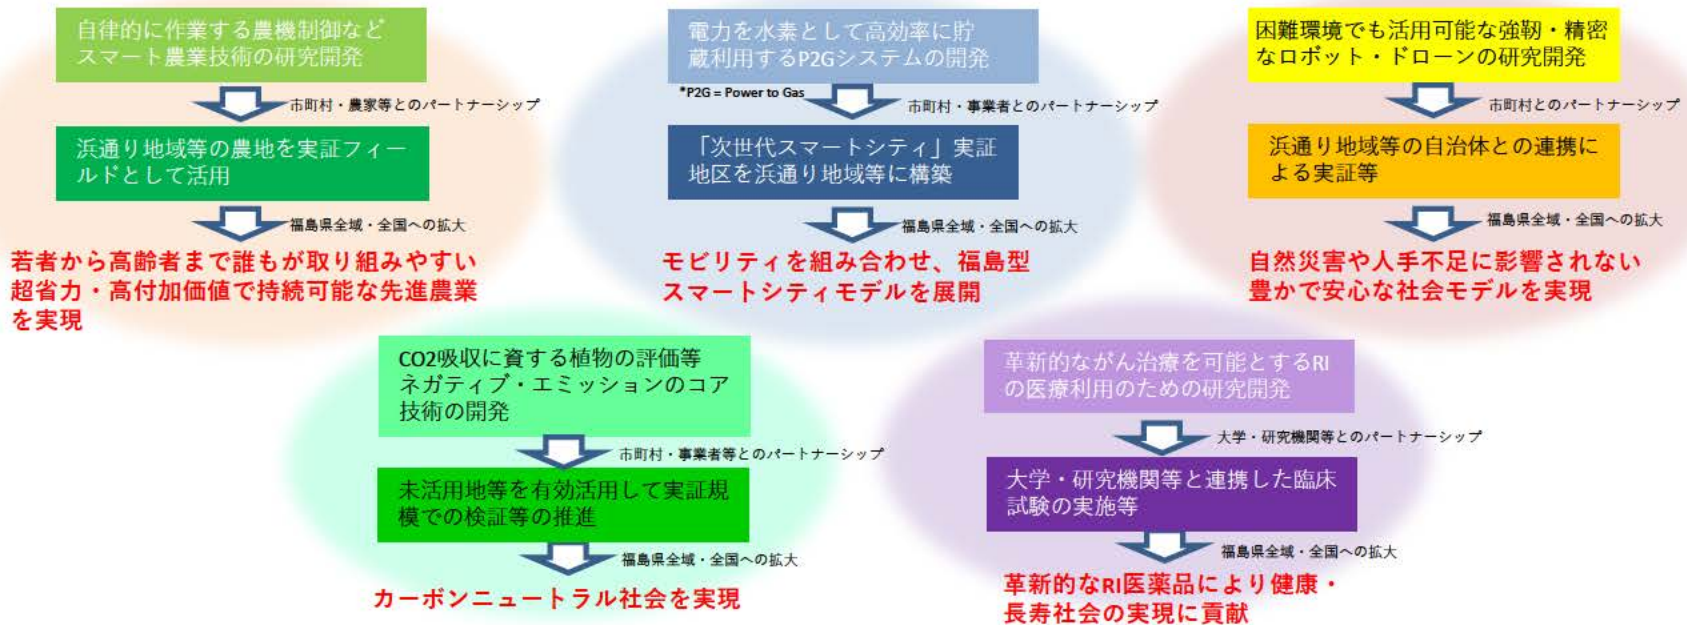 自律的に作業する農機制御など
スマート農業技術の研究開発
市町村・農家等とのパートナーシップ
浜通り地域等の農地を実証フィー
ルドとして活用
福島県全域・全国への拡大
若者から高齢者まで誰もが取り組みやすい
超省力・高付加価値で持続可能な先進農業
を実現
電力を水素として高効率に貯
蔵利用するP2Gシステムの開発
*P2G = Power to Gas
市町村・事業者とのパートナーシップ
「次世代スマートシティ」実証
地区を浜通り地域等に構築
福島県全域・全国への拡大
モビリティを組み合わせ、福島型
スマートシティモデルを展開
困難環境でも活用可能な強靭・精密
なロボット・ドローンの研究開発
市町村とのパートナーシップ
浜通り地域等の自治体との連携に
よる実証等
福島県全域・全国への拡大
自然災害や人手不足に影響されない
豊かで安心な社会モデルを実現
CO2吸収に資する植物の評価等
ネガティブ・エミッションのコア
技術の開発
市町村・事業者等とのパートナーシップ
未活用地等を有効活用して実証規
模での検証等の推進
福島県全域・全国への拡大
カーボンニュートラル社会を実現
革新的ながん治療を可能とするRI
の医療利用のための研究開発
大学・研究機関等とのパートナーシップ
大学・研究機関等と連携した臨床
試験の実施等
福島県全域・全国への拡大
革新的なRI医薬品により健康・
長寿社会の実現に貢献